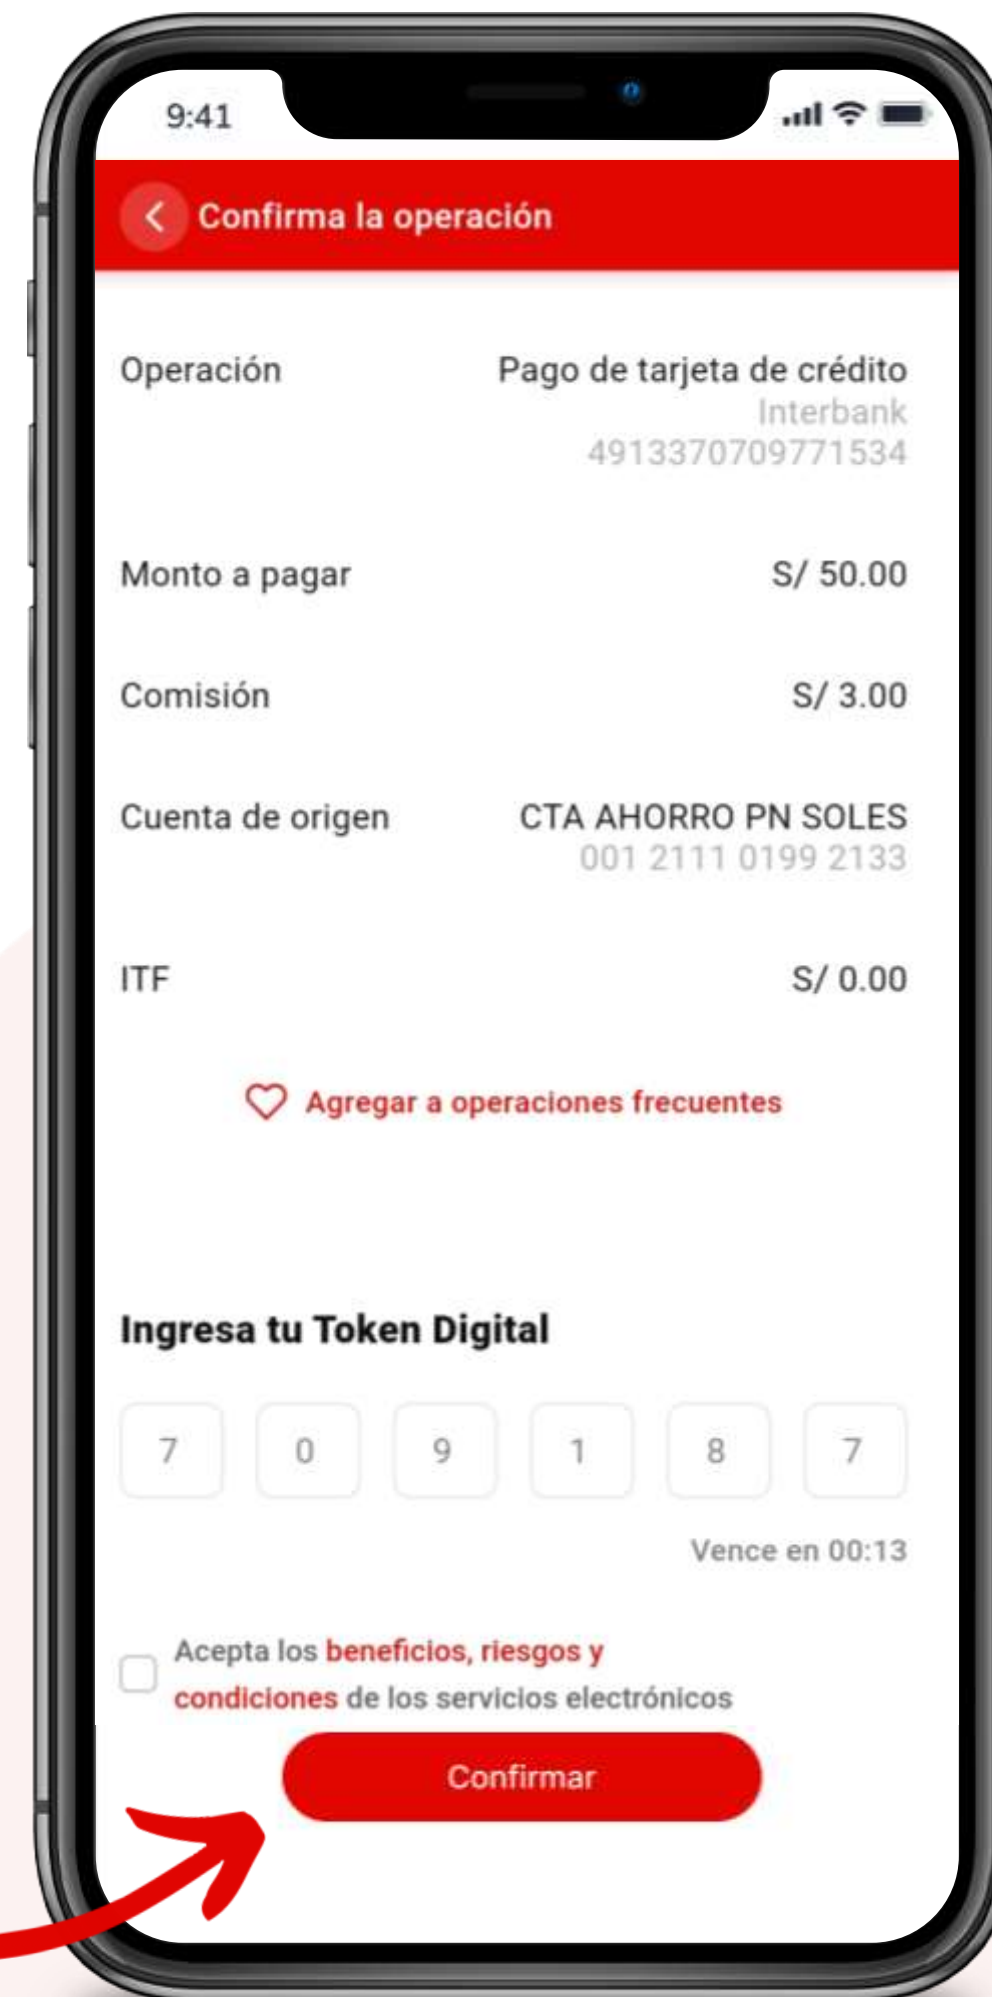 9:41
Confirma la operación
Operación Pago de tarjeta de crédito
Interbank
4913370709771534
Monto a pagar S/ 50.00
Comisión S/ 3.00
Cuenta de origen CTA AHORRO PN SOLES
001 2111 0199 2133
ITF S/ 0.00
Agregar a operaciones frecuentes
Ingresa tu Token Digital
7 0 9 1 8 7
Vence en 00:13
Acepta los beneficios, riesgos y
condiciones de los servicios electrónicos
Confirmar